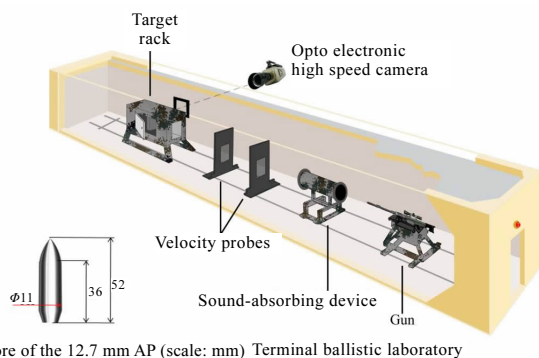 Target
rack
Opto electronic
high speed camera
Velocity probes
Sound-absorbing device
Gun
Φ11
36
52
ore of the 12.7 mm AP (scale: mm)
Terminal ballistic laboratory